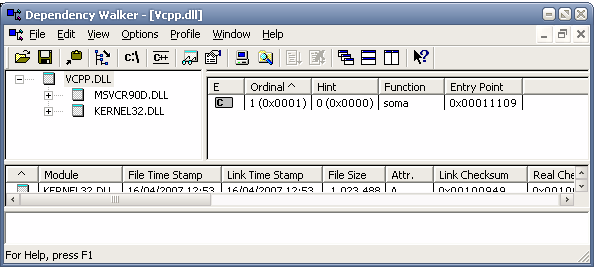 Dependency Walker - [Vcpp.dll]
File Edit View Options Profile Window Help
C:\ C++
VCPP.DLL
MSVCR90D.DLL
KERNEL32.DLL
E Ordinal ^ Hint Function Entry Point
C 1 (0x0001) 0 (0x0000) soma 0x00011109
^ Module File Time Stamp Link Time Stamp File Size Attr. Link Checksum Real Che
KERNEL32.DLL 16/04/2007 12:53 16/04/2007 12:53 1.023.488 A 0x00100949 0x0010
For Help, press F1